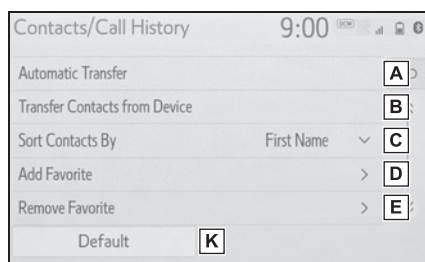 Contacts/Call History 9:00 DCM
Automatic Transfer A
Transfer Contacts from Device B
Sort Contacts By First Name C
Add Favorite D
Remove Favorite E
Default K